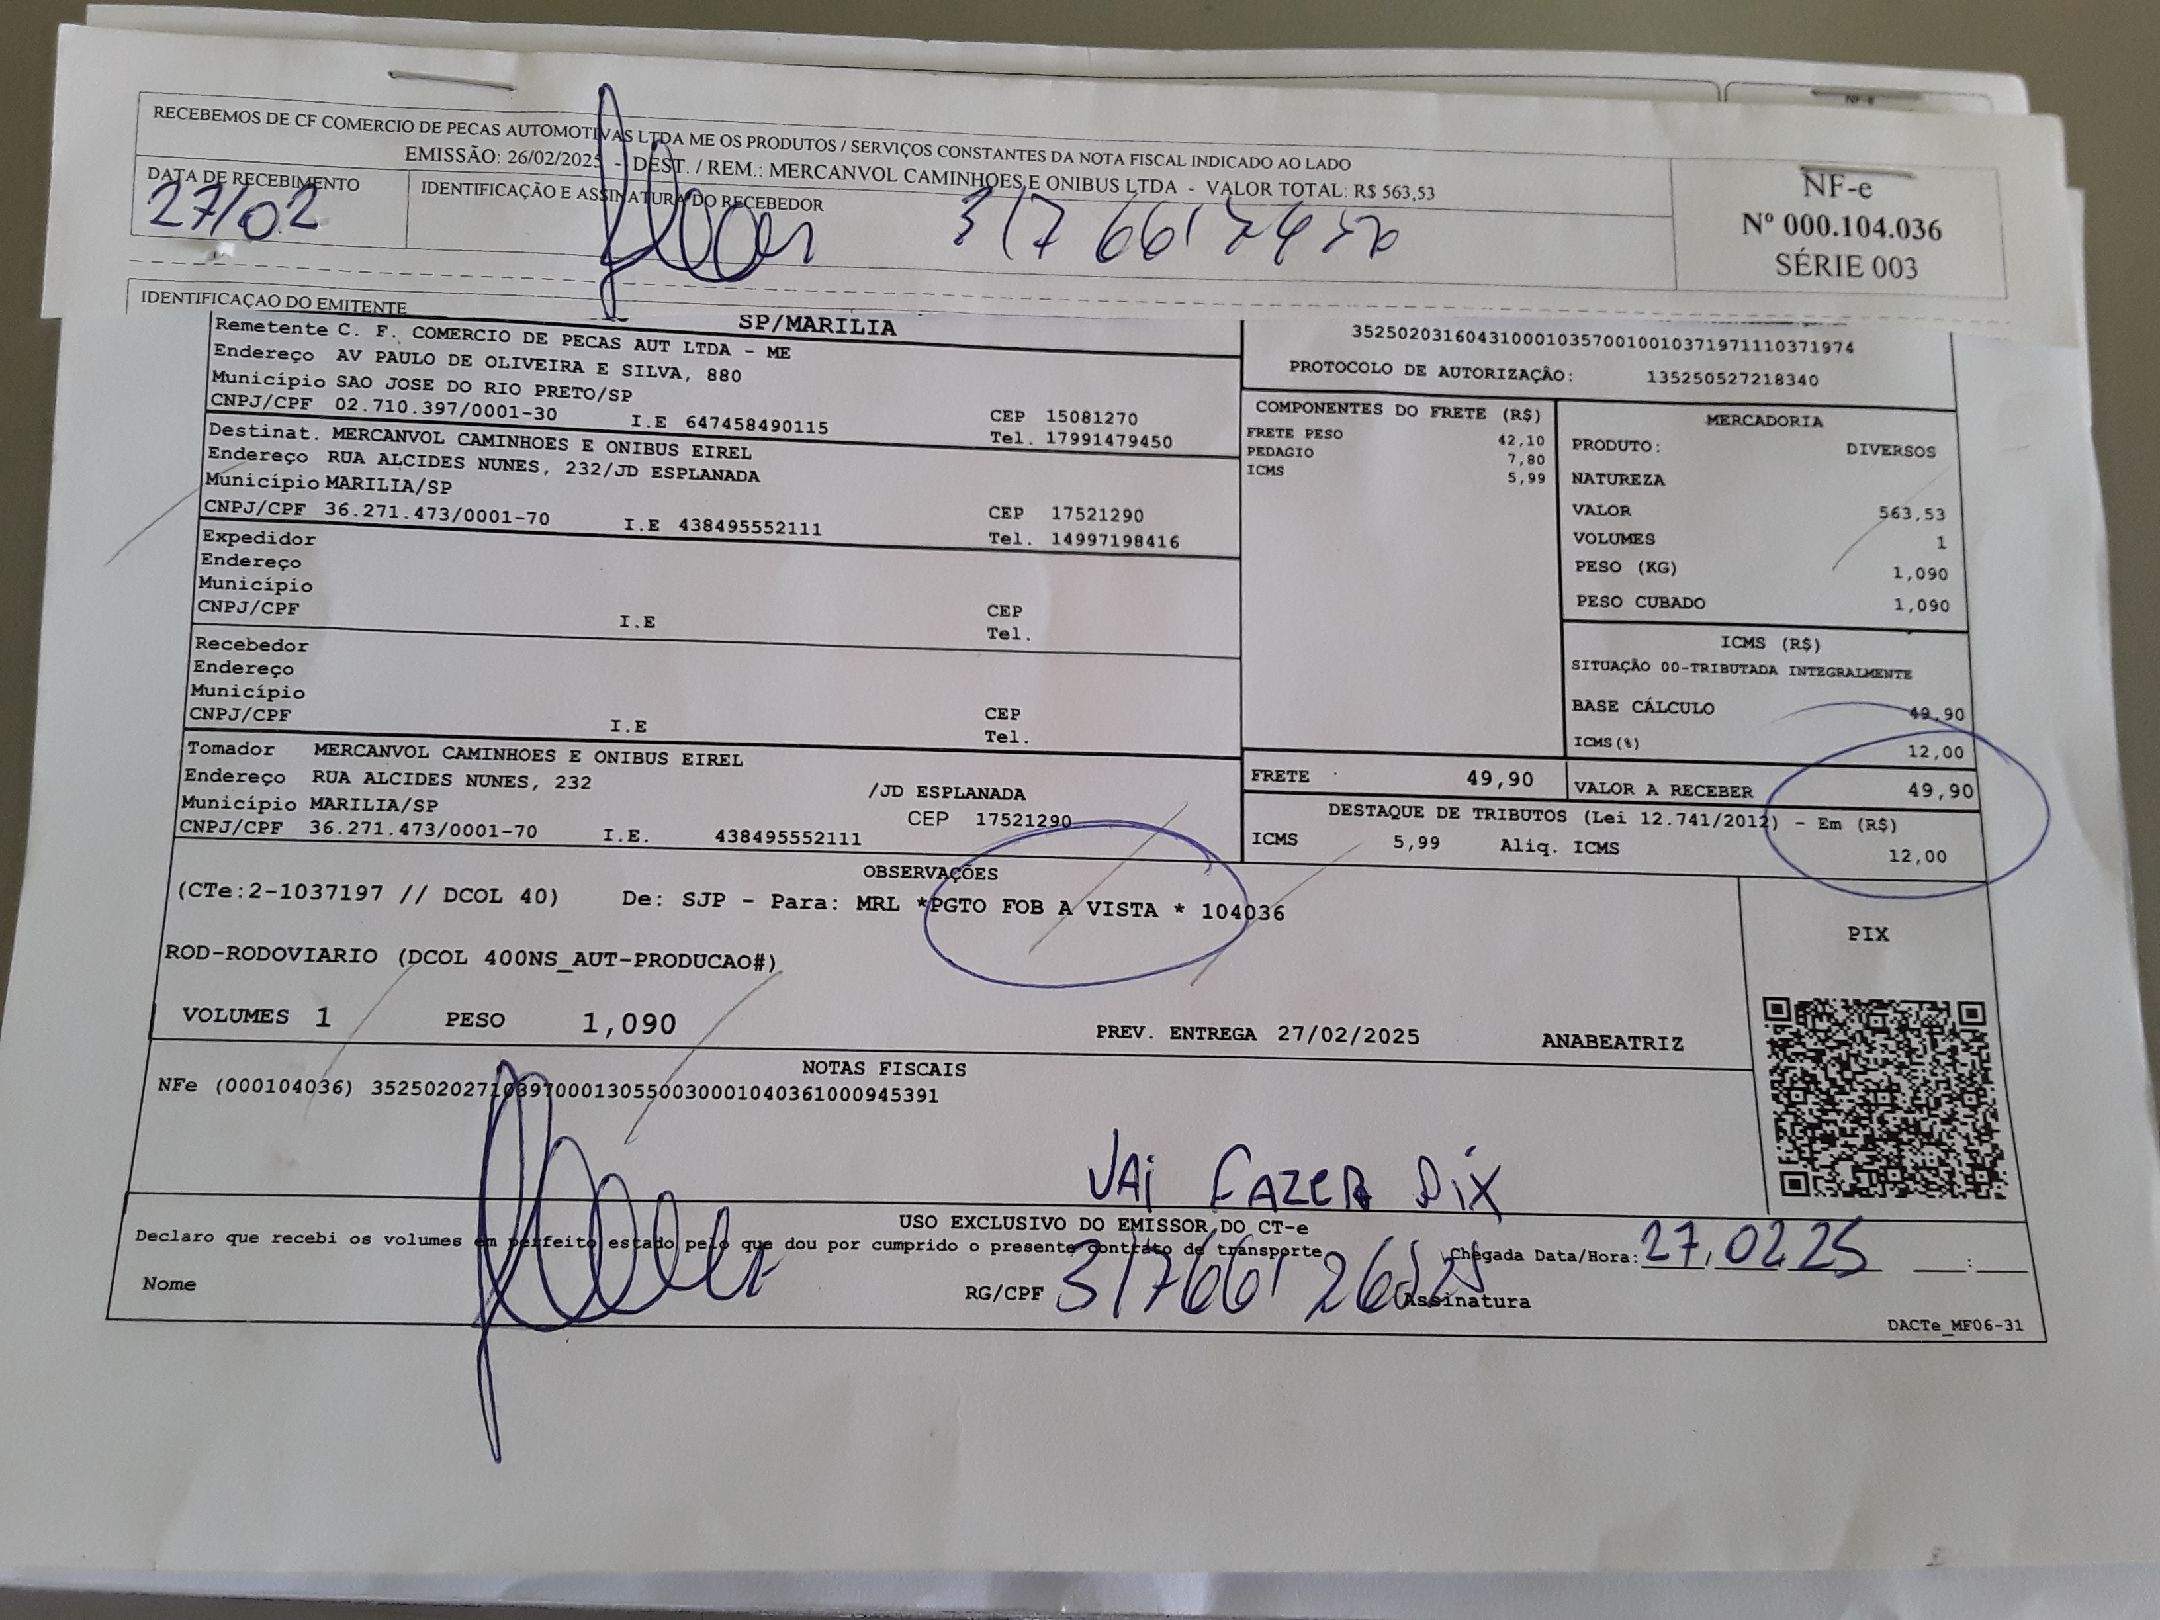 RECEBEMOS DE CF COMERCIO DE PECAS AUTOMOTIVAS LTDA ME OS PRODUTOS / SERVIÇOS CONSTANTES DA NOTA FISCAL INDICADO AO LADO
EMISSÃO: 26/02/2025 - DEST. / REM.: MERCANVOL CAMINHOES E ONIBUS LTDA - VALOR TOTAL: R$ 563,53
DATA DE RECEBIMENTO
27/02
IDENTIFICAÇÃO E ASSINATURA DO RECEBEDOR
NF-e
Nº 000.104.036
SÉRIE 003
IDENTIFICAÇAO DO EMITENTE
SP/MARILIA
Remetente C. F. COMERCIO DE PECAS AUT LTDA - ME
Endereço AV PAULO DE OLIVEIRA E SILVA, 880
Município SAO JOSE DO RIO PRETO/SP
CNPJ/CPF 02.710.397/0001-30 I.E 647458490115
CEP 15081270
Tel. 17991479450
Destinat. MERCANVOL CAMINHOES E ONIBUS EIREL
Endereço RUA ALCIDES NUNES, 232/JD ESPLANADA
Município MARILIA/SP
CNPJ/CPF 36.271.473/0001-70 I.E 438495552111
CEP 17521290
Tel. 14997198416
Expedidor
Endereço
Município
CNPJ/CPF I.E
CEP
Tel.
Recebedor
Endereço
Município
CNPJ/CPF I.E
CEP
Tel.
Tomador MERCANVOL CAMINHOES E ONIBUS EIREL
Endereço RUA ALCIDES NUNES, 232 /JD ESPLANADA
Município MARILIA/SP CEP 17521290
CNPJ/CPF 36.271.473/0001-70 I.E. 438495552111
35250203160431000103570010010371971110371974
PROTOCOLO DE AUTORIZAÇÃO: 135250527218340
COMPONENTES DO FRETE (R$)
FRETE PESO 42,10
PEDAGIO 7,80
ICMS 5,99
MERCADORIA
PRODUTO: DIVERSOS
NATUREZA
VALOR 563,53
VOLUMES 1
PESO (KG) 1,090
PESO CUBADO 1,090
ICMS (R$)
SITUAÇÃO 00-TRIBUTADA INTEGRALMENTE
BASE CÁLCULO 49,90
ICMS(%) 12,00
FRETE 49,90
VALOR A RECEBER 49,90
DESTAQUE DE TRIBUTOS (Lei 12.741/2012) - Em (R$)
ICMS 5,99 Aliq. ICMS 12,00
OBSERVAÇÕES
(CTe:2-1037197 // DCOL 40) De: SJP - Para: MRL *PGTO FOB A VISTA * 104036
ROD-RODOVIARIO (DCOL 400NS_AUT-PRODUCAO#)
PIX
VOLUMES 1 PESO 1,090 PREV. ENTREGA 27/02/2025 ANABEATRIZ
NOTAS FISCAIS
NFe (000104036) 35250202710397000130550030001040361000945391
VAi FAZER PiX
USO EXCLUSIVO DO EMISSOR DO CT-e
Declaro que recebi os volumes em perfeito estado pelo que dou por cumprido o presente contrato de transporte
Chegada Data/Hora: 27,02 25 __:__
Nome RG/CPF Assinatura
DACTe_MF06-31